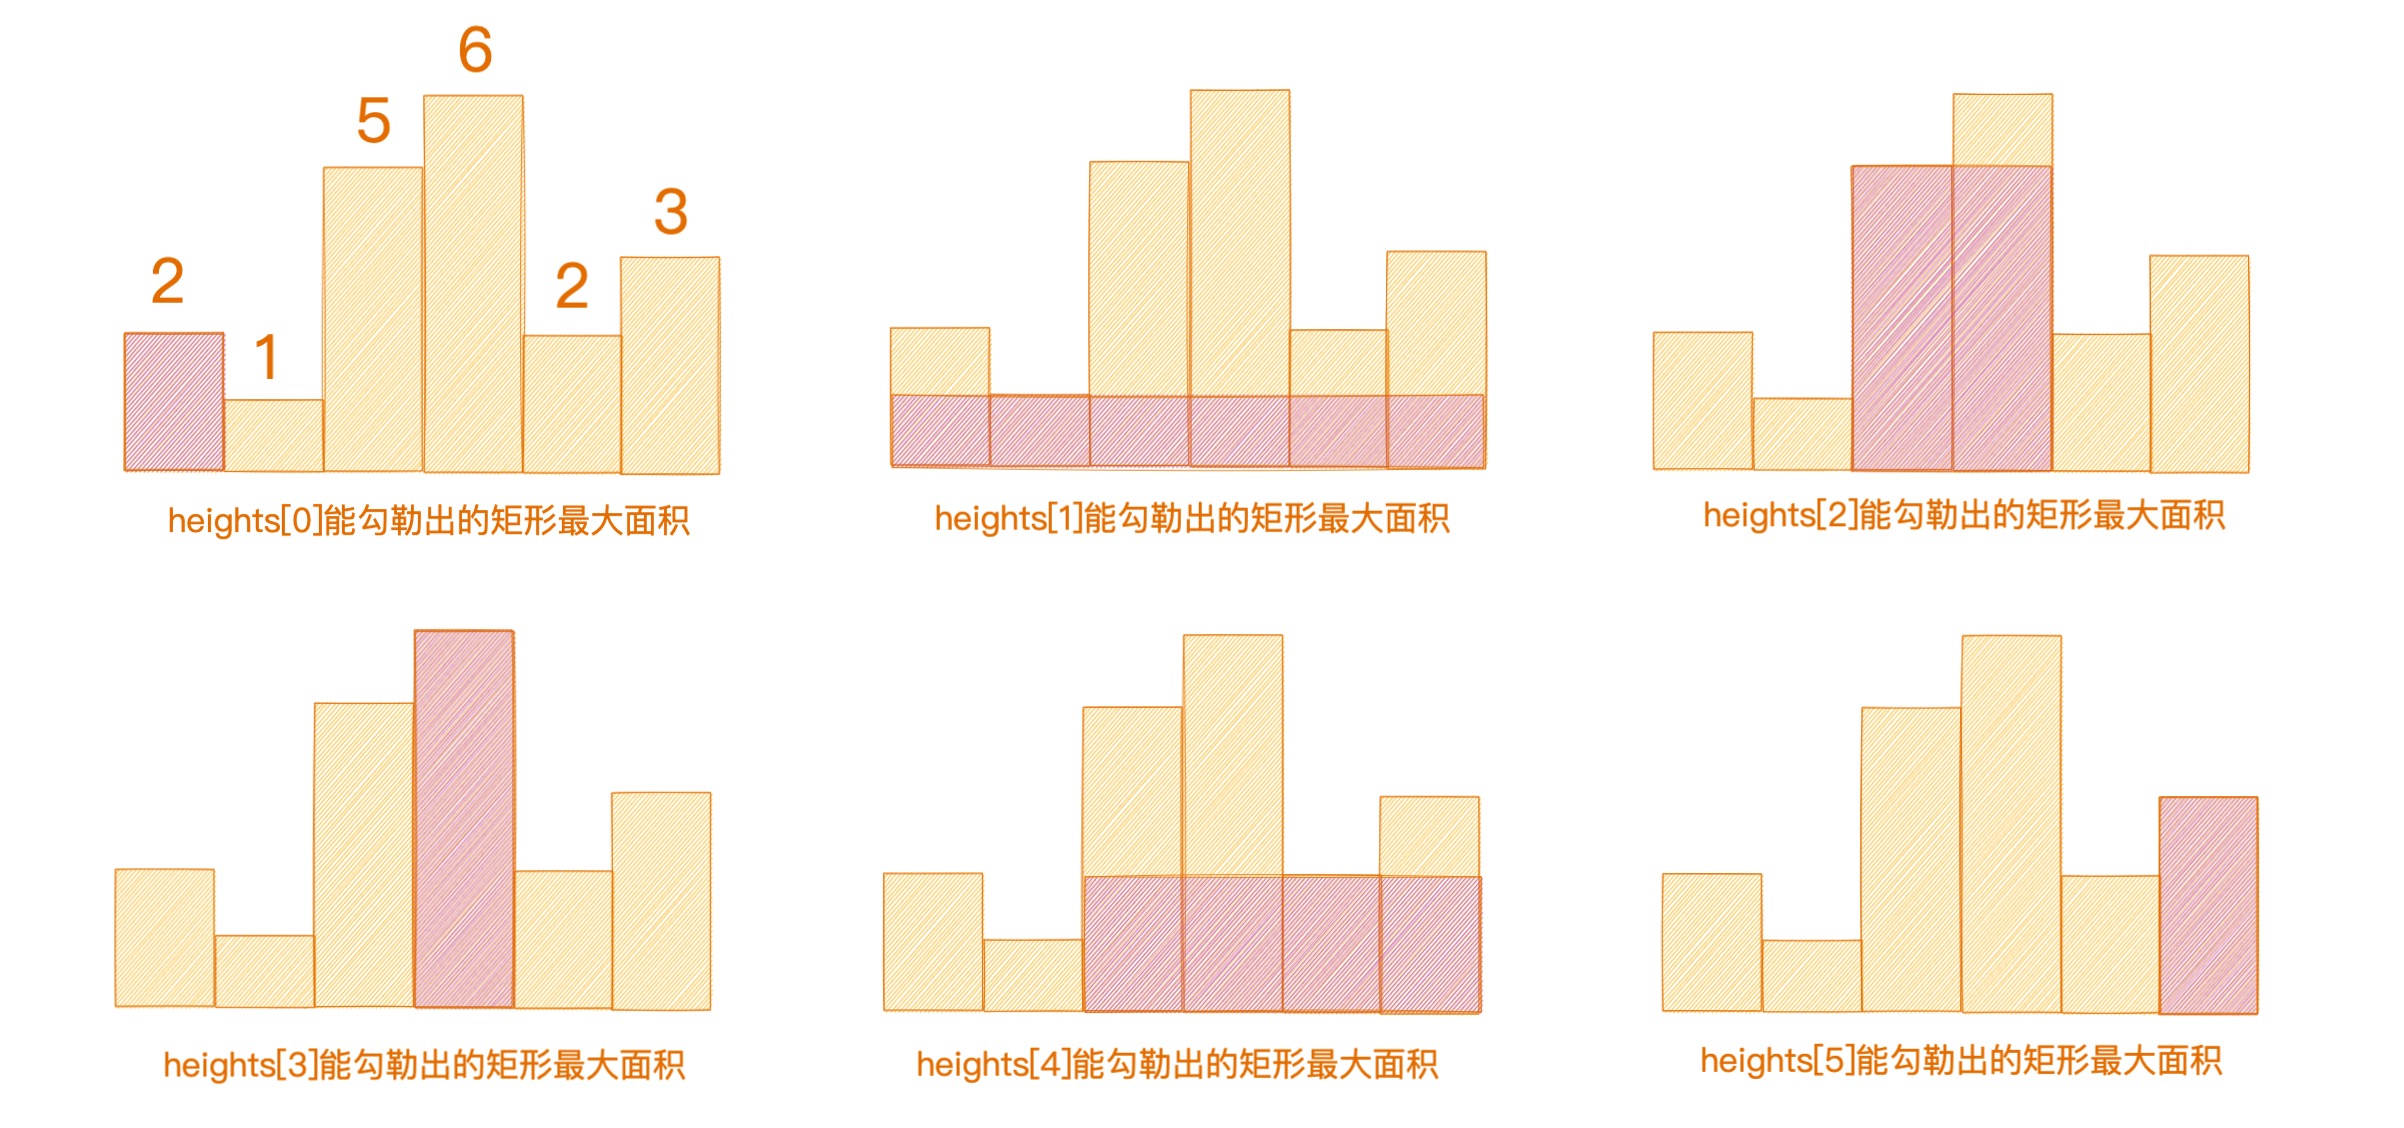 2
1
5
6
2
3
heights[0]能勾勒出的矩形最大面积
heights[1]能勾勒出的矩形最大面积
heights[2]能勾勒出的矩形最大面积
heights[3]能勾勒出的矩形最大面积
heights[4]能勾勒出的矩形最大面积
heights[5]能勾勒出的矩形最大面积